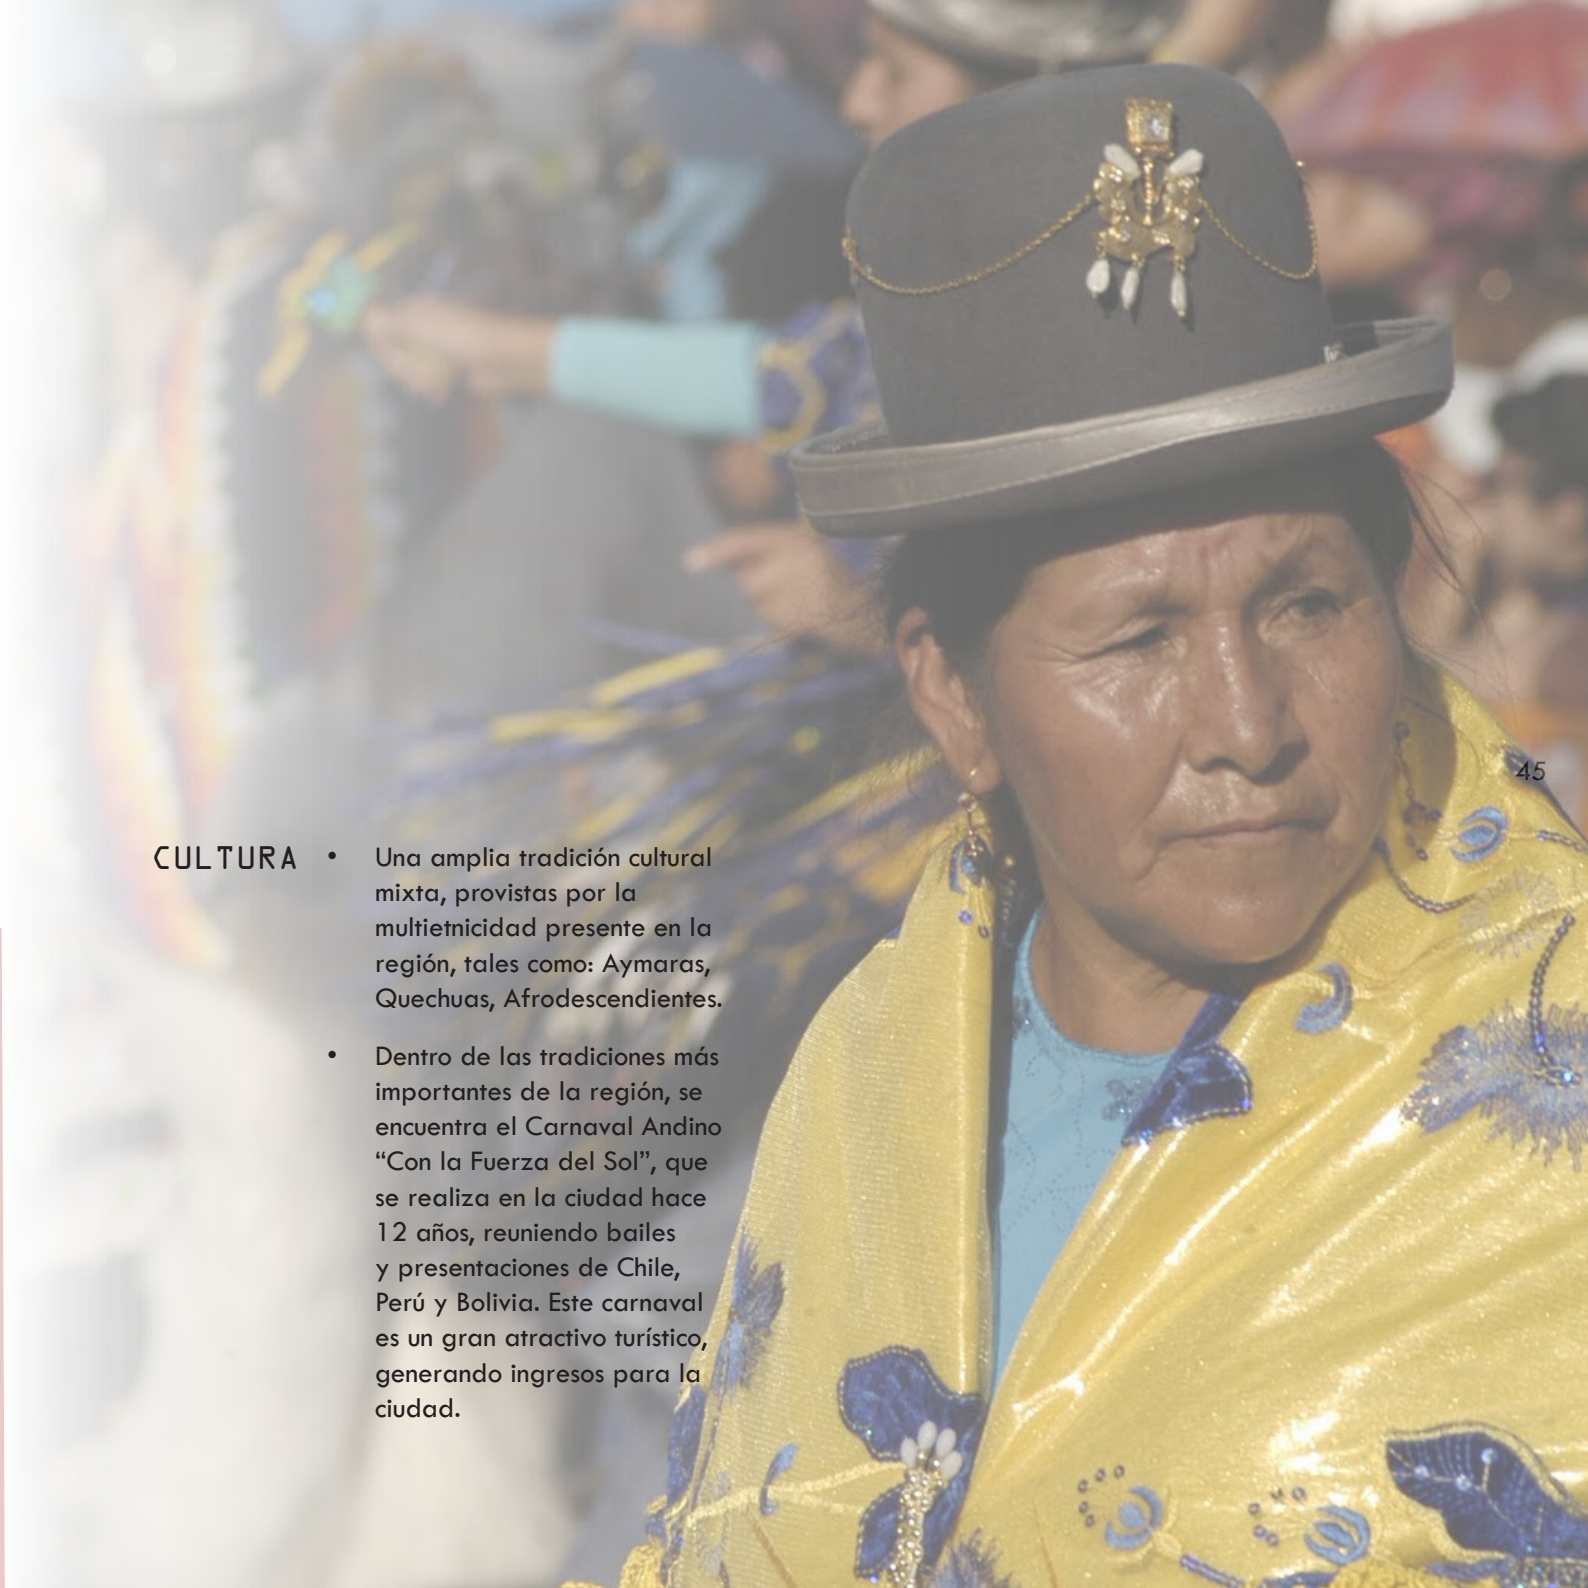 45
CULTURA
• Una amplia tradición cultural
mixta, provistas por la
multietnicidad presente en la
región, tales como: Aymaras,
Quechuas, Afrodescendientes.
• Dentro de las tradiciones más
importantes de la región, se
encuentra el Carnaval Andino
“Con la Fuerza del Sol”, que
se realiza en la ciudad hace
12 años, reuniendo bailes
y presentaciones de Chile,
Perú y Bolivia. Este carnaval
es un gran atractivo turístico,
generando ingresos para la
ciudad.